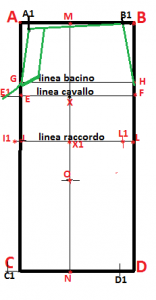 A A1 M B1 B
G linea bacino H
E1 E linea cavallo F
X
I1 I linea raccordo L1 L
X1
O
C D
C1 N D1